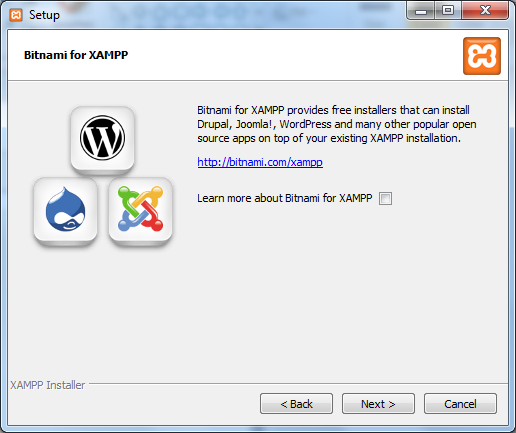 Setup
Bitnami for XAMPP
Bitnami for XAMPP provides free installers that can install
Drupal, Joomla!, WordPress and many other popular open
source apps on top of your existing XAMPP installation.
http://bitnami.com/xampp
Learn more about Bitnami for XAMPP
XAMPP Installer
< Back
Next >
Cancel